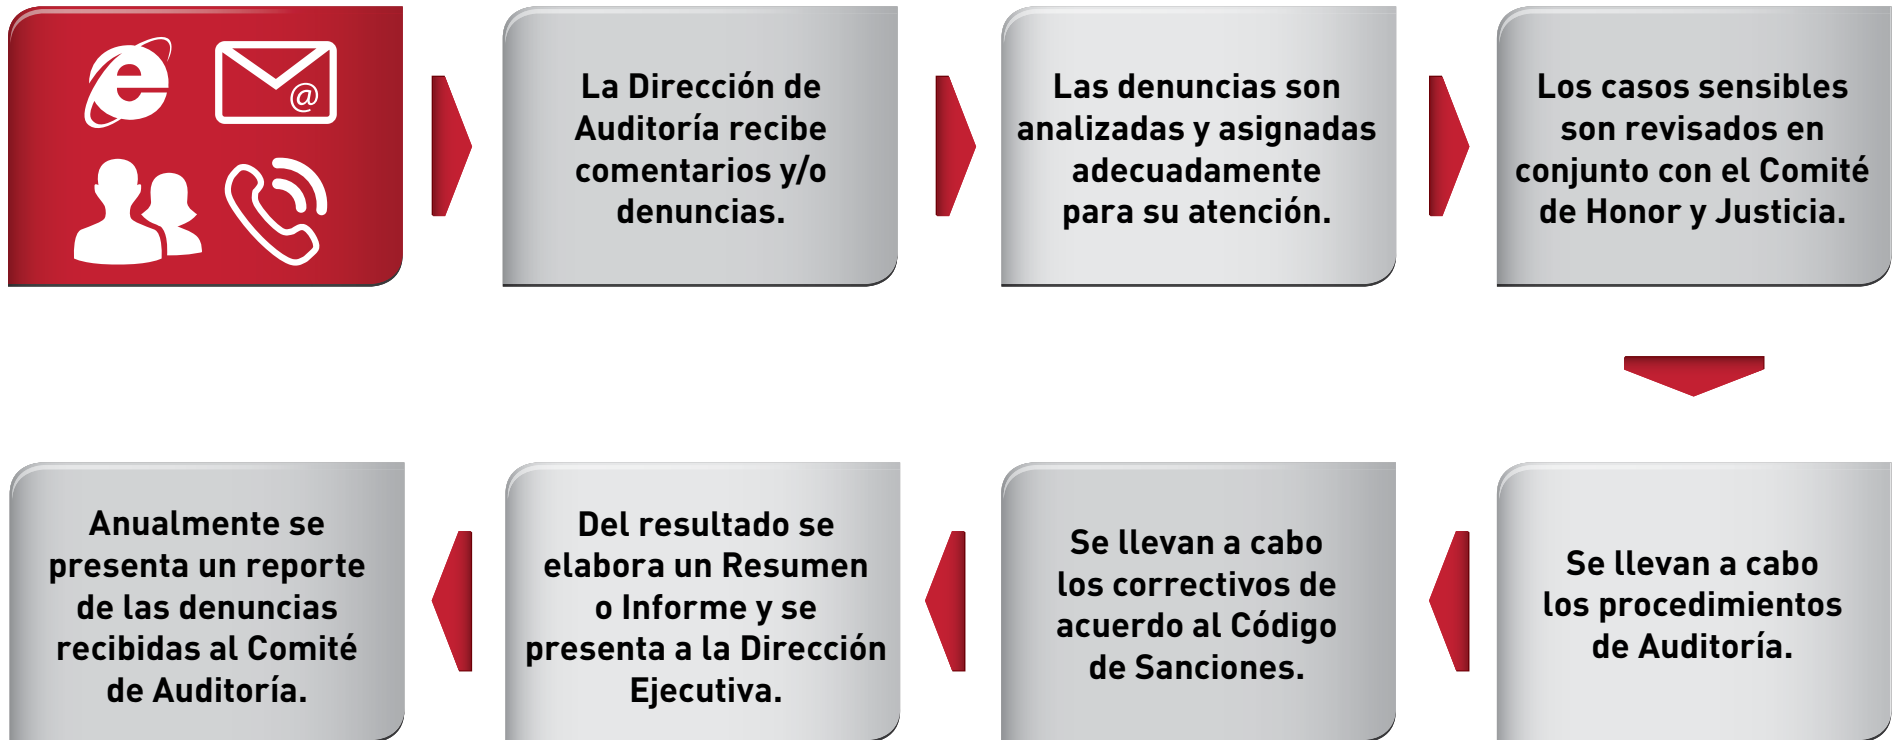 @
La Dirección de
Auditoría recibe
comentarios y/o
denuncias.
Las denuncias son
analizadas y asignadas
adecuadamente
para su atención.
Los casos sensibles
son revisados en
conjunto con el Comité
de Honor y Justicia.
Se llevan a cabo
los procedimientos
de Auditoría.
Se llevan a cabo
los correctivos de
acuerdo al Código
de Sanciones.
Del resultado se
elabora un Resumen
o Informe y se
presenta a la Dirección
Ejecutiva.
Anualmente se
presenta un reporte
de las denuncias
recibidas al Comité
de Auditoría.